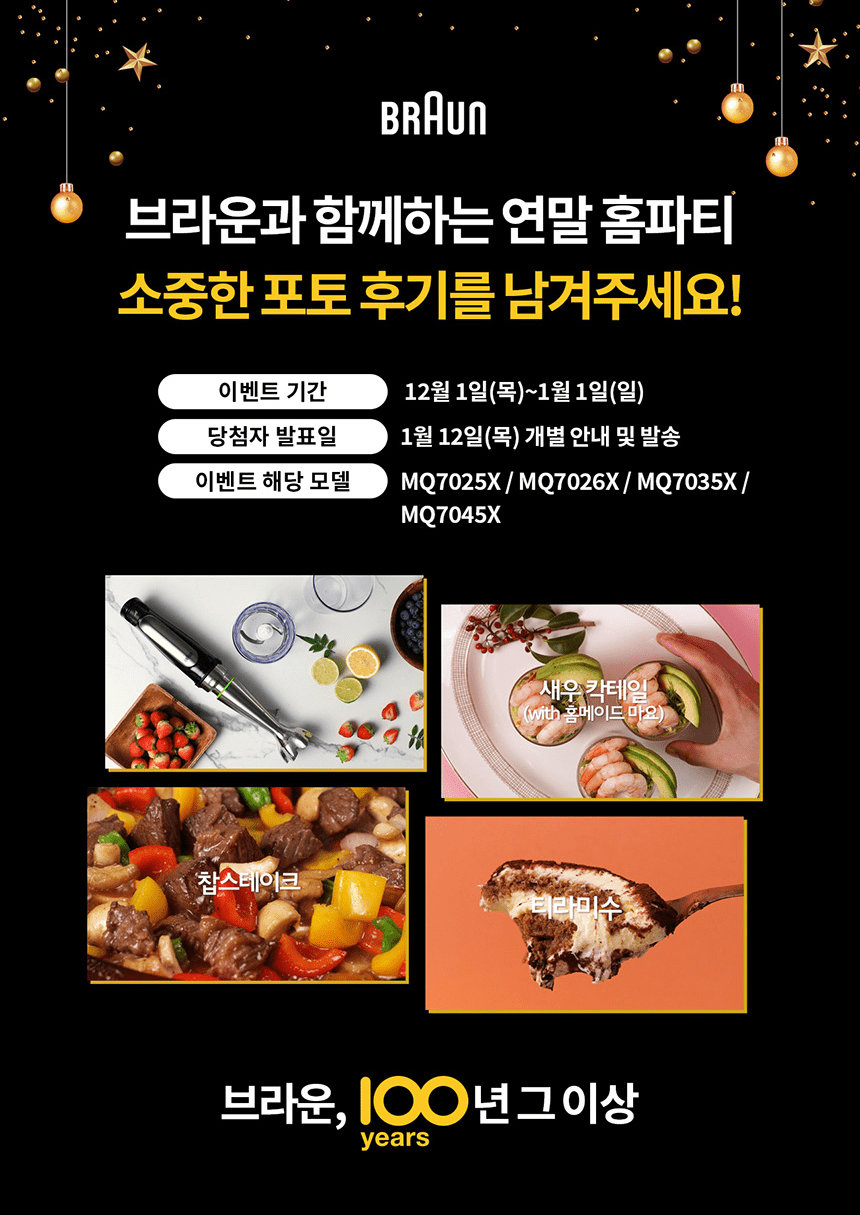 BRAUN
브라운과 함께하는 연말 홈파티
소중한 포토 후기를 남겨주세요!
이벤트 기간 12월 1일(목)~1월 1일(일)
당첨자 발표일 1월 12일(목) 개별 안내 및 발송
이벤트 해당 모델 MQ7025X / MQ7026X / MQ7035X /
MQ7045X
새우 칵테일
(with 홈메이드 마요)
찹스테이크
티라미수
브라운, 100년 그 이상
years